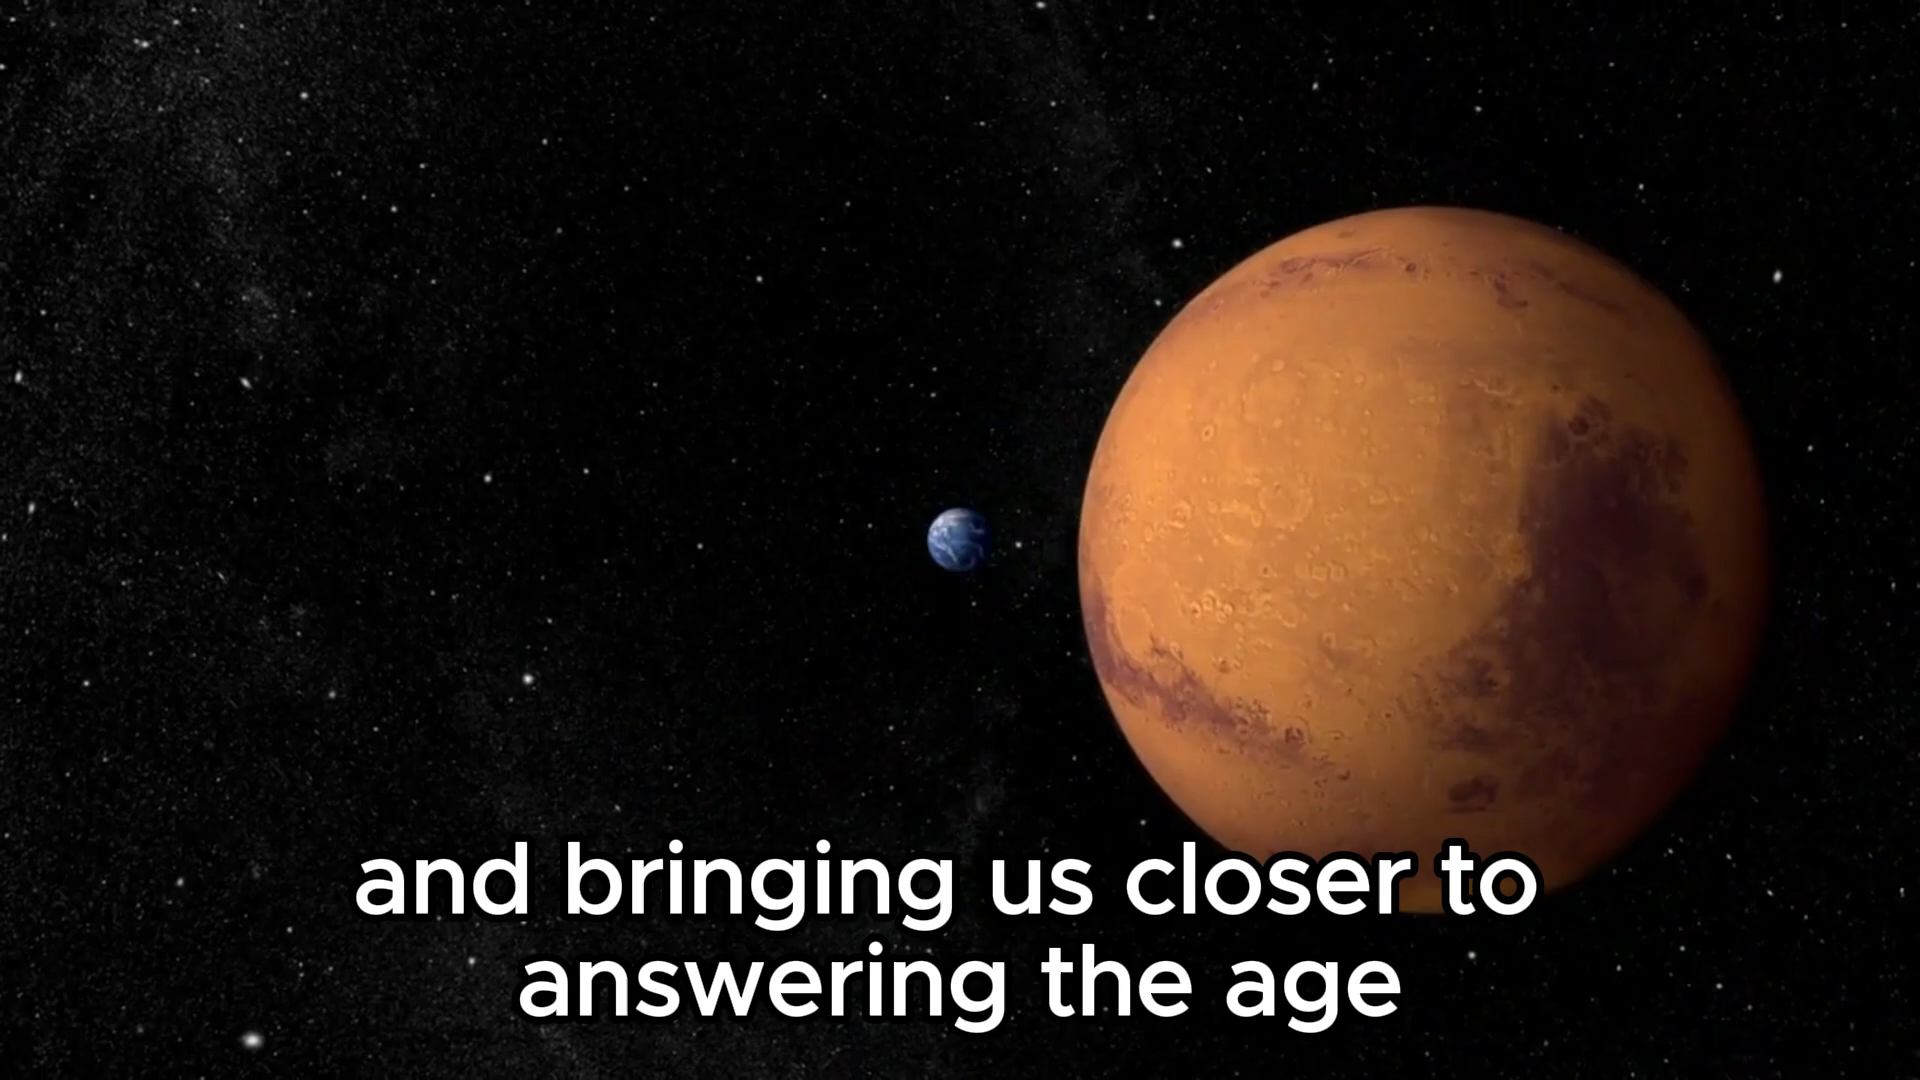 and bringing us closer to
answering the age